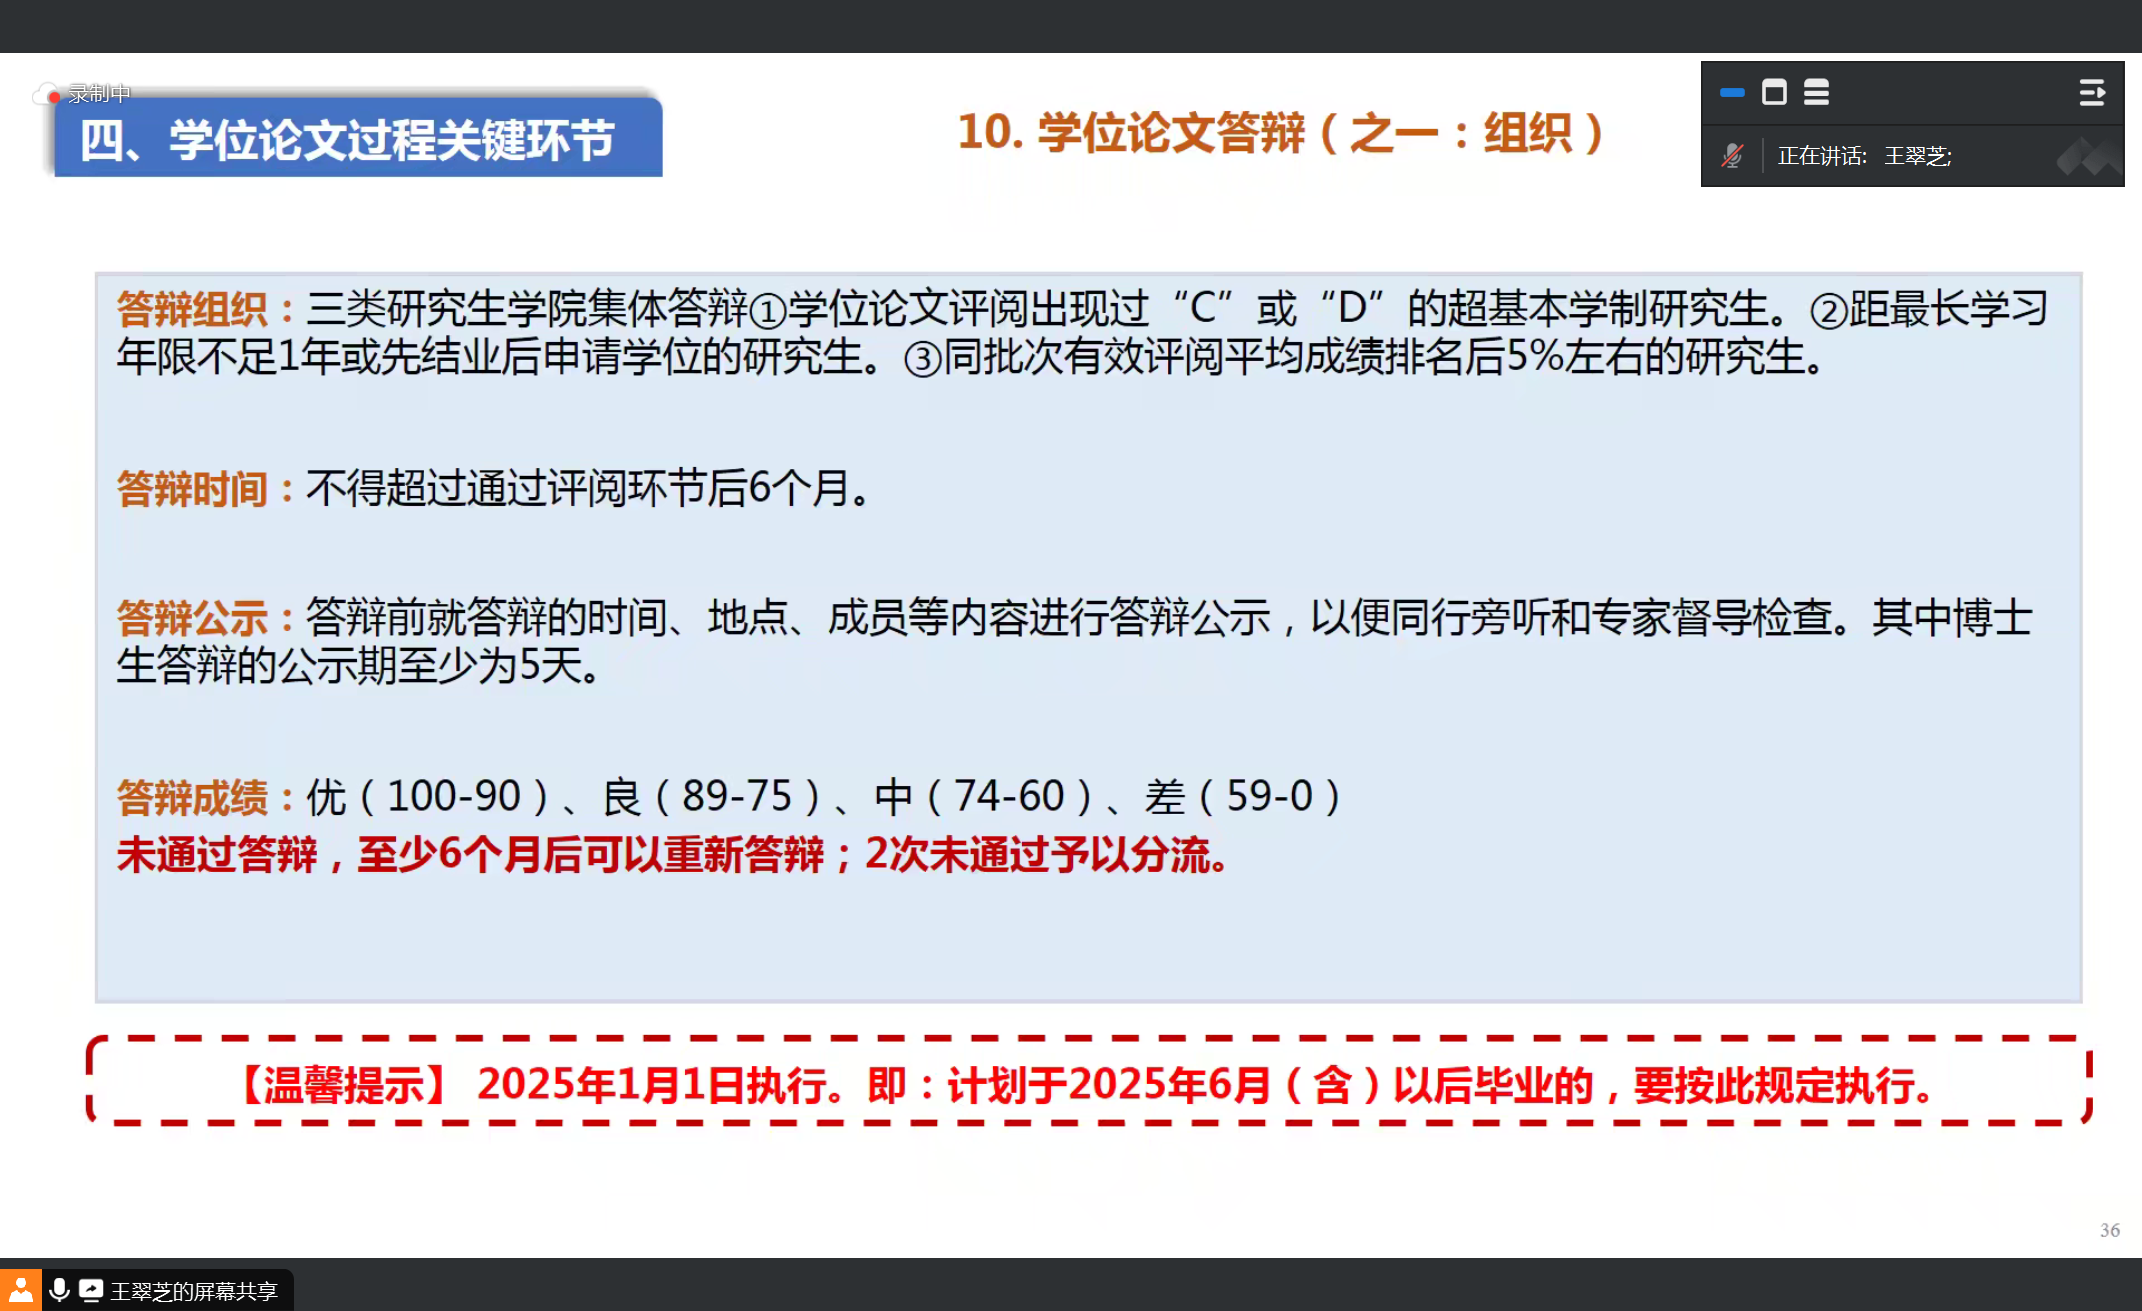 录制中
四、学位论文过程关键环节
10. 学位论文答辩（之一：组织）
正在讲话: 王翠芝;
答辩组织：三类研究生学院集体答辩①学位论文评阅出现过“C”或“D”的超基本学制研究生。②距最长学习
年限不足1年或先结业后申请学位的研究生。③同批次有效评阅平均成绩排名后5%左右的研究生。
答辩时间：不得超过通过评阅环节后6个月。
答辩公示：答辩前就答辩的时间、地点、成员等内容进行答辩公示，以便同行旁听和专家督导检查。其中博士
生答辩的公示期至少为5天。
答辩成绩：优（100-90）、良（89-75）、中（74-60）、差（59-0）
未通过答辩，至少6个月后可以重新答辩；2次未通过予以分流。
【温馨提示】 2025年1月1日执行。即：计划于2025年6月（含）以后毕业的，要按此规定执行。
36
王翠芝的屏幕共享